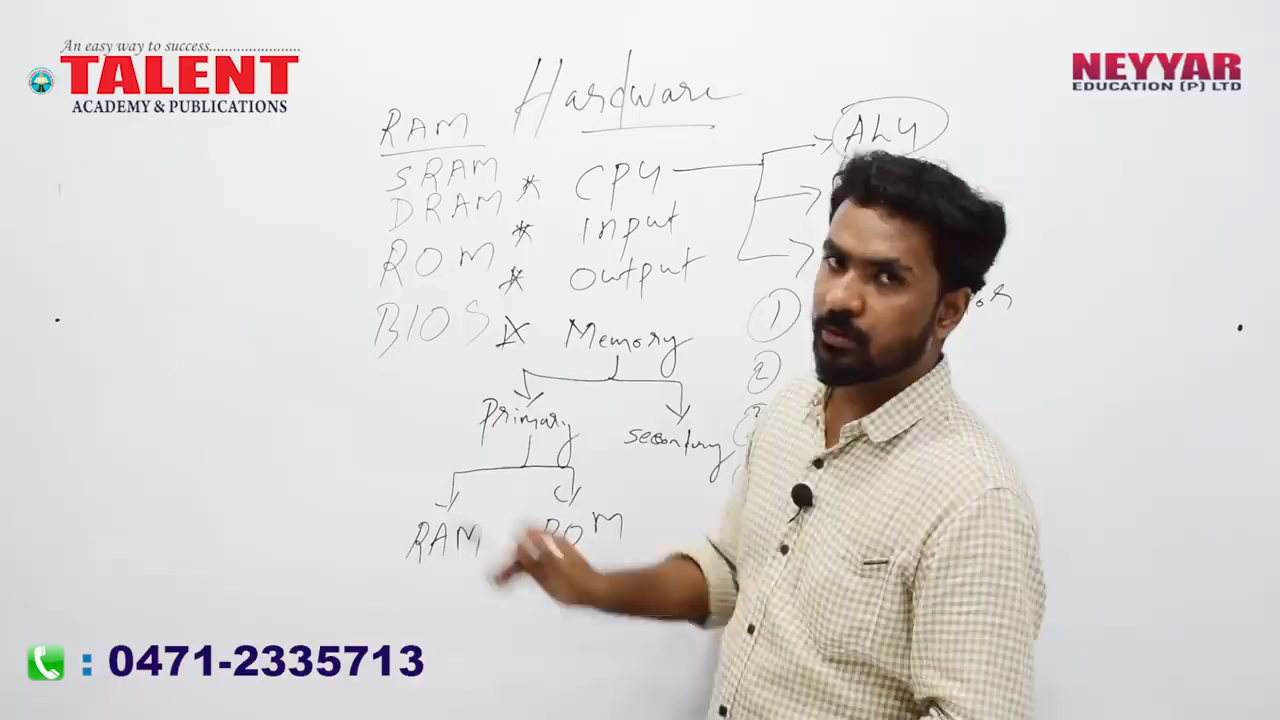 An easy way to success.......................
TALENT
ACADEMY & PUBLICATIONS
NEYYAR
EDUCATION (P) LTD
Hardware
RAM
SRAM
DRAM
ROM
BIOS
* CPU
* Input
* Output
* Memory
Primary
Secontury
RAM
ROM
ALU
1
2
: 0471-2335713